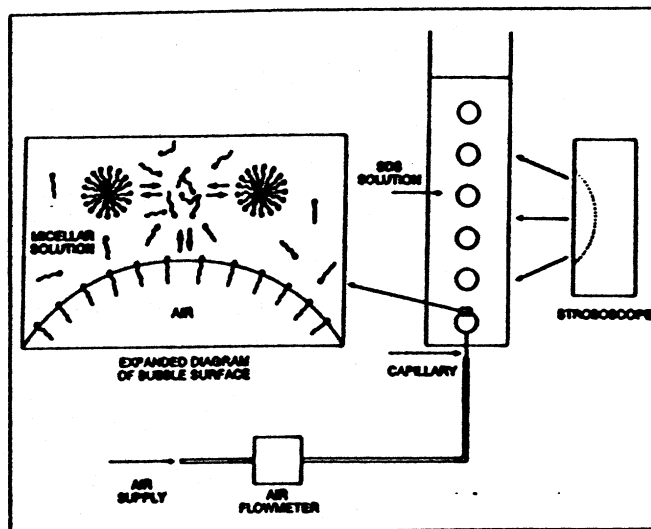 SDS
SOLUTION
MICELLAR
SOLUTION
AIR
STROBOSCOPE
EXPANDED DIAGRAM
OF BUBBLE SURFACE
CAPILLARY
AIR
SUPPLY
AIR
FLOWMETER